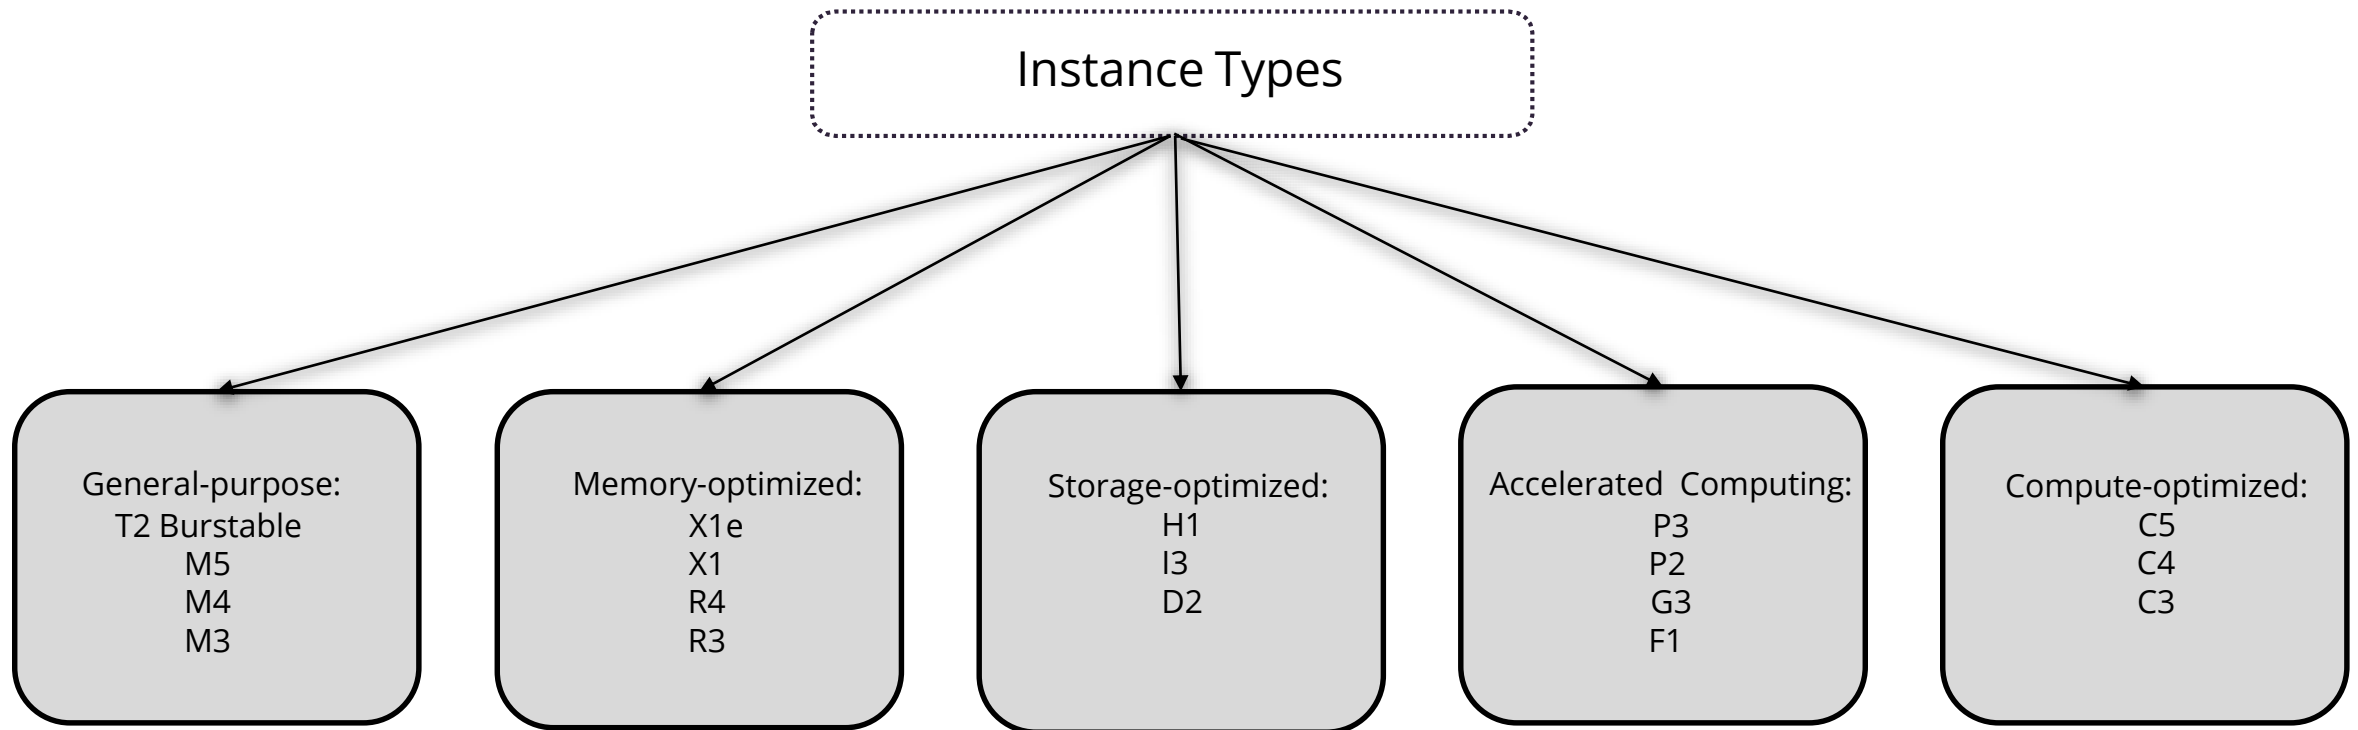 Instance Types
General-purpose:
T2 Burstable
M5
M4
M3
Memory-optimized:
X1e
X1
R4
R3
Storage-optimized:
H1
I3
D2
Accelerated Computing:
P3
P2
G3
F1
Compute-optimized:
C5
C4
C3